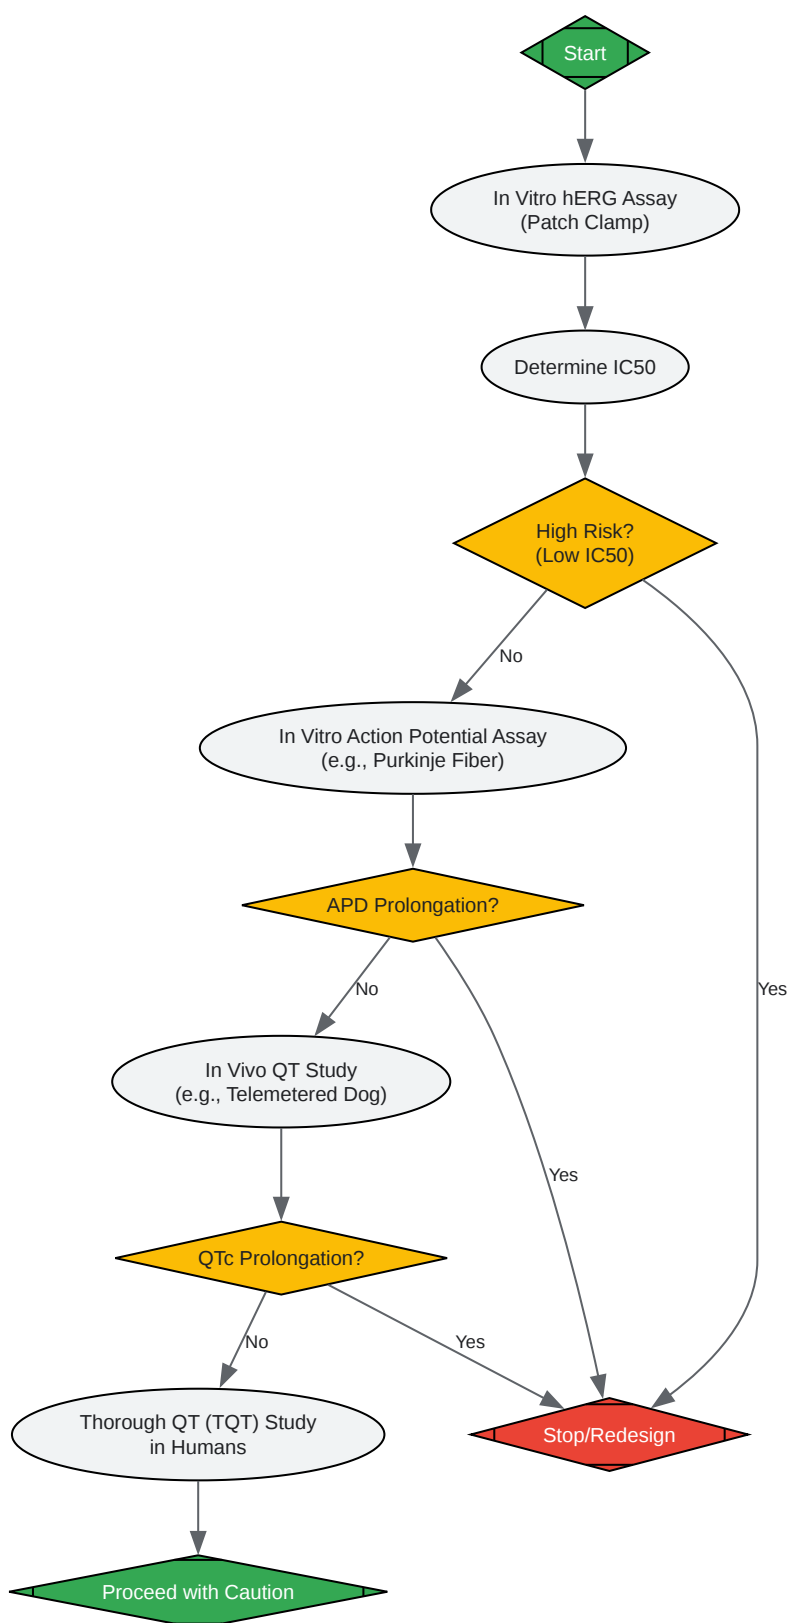 Start
In Vitro hERG Assay
(Patch Clamp)
Determine IC50
High Risk?
(Low IC50)
No
In Vitro Action Potential Assay
(e.g., Purkinje Fiber)
APD Prolongation?
No
Yes
In Vivo QT Study
(e.g., Telemetered Dog)
Yes
QTc Prolongation?
No
Yes
Thorough QT (TQT) Study
in Humans
Stop/Redesign
Proceed with Caution